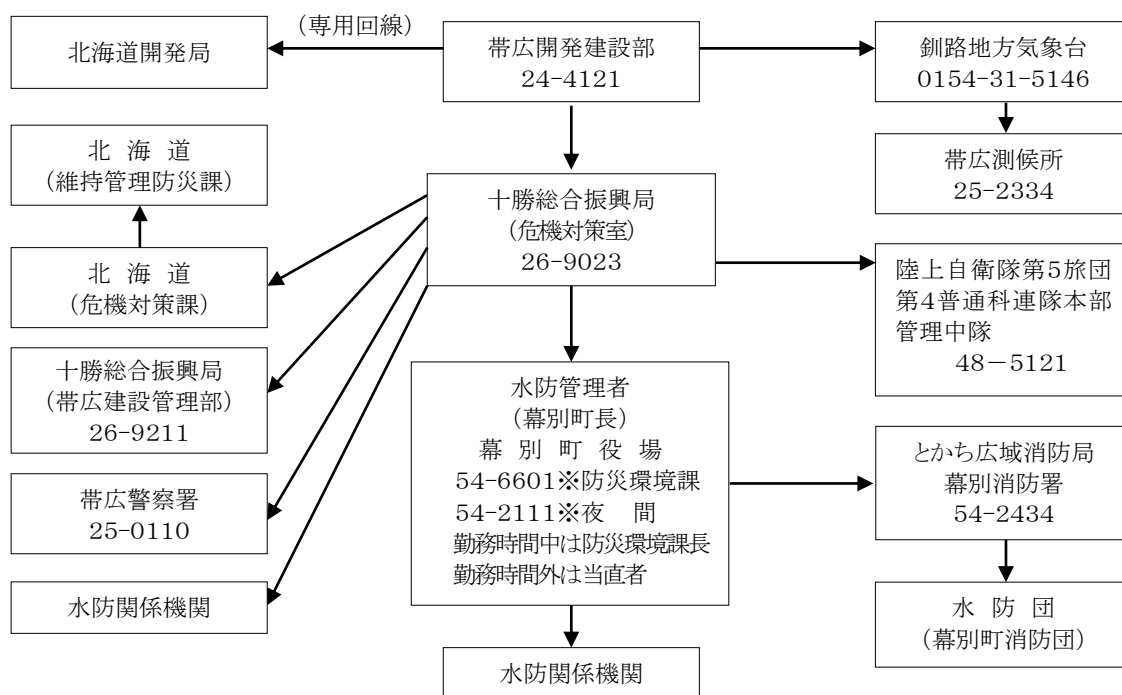 （専用回線）
北海道開発局
帯広開発建設部
24-4121
釧路地方気象台
0154-31-5146
帯広測候所
25-2334
北　海　道
（維持管理防災課）
十勝総合振興局
（危機対策室）
26-9023
北　海　道
（危機対策課）
陸上自衛隊第5旅団
第4普通科連隊本部
管理中隊
48－5121
十勝総合振興局
（帯広建設管理部）
26-9211
水防管理者
（幕別町長）
幕　別　町　役　場
54-6601※防災環境課
54-2111※夜　間
勤務時間中は防災環境課長
勤務時間外は当直者
とかち広域消防局
幕別消防署
54-2434
帯広警察署
25-0110
水防関係機関
水　防　団
（幕別町消防団）
水防関係機関